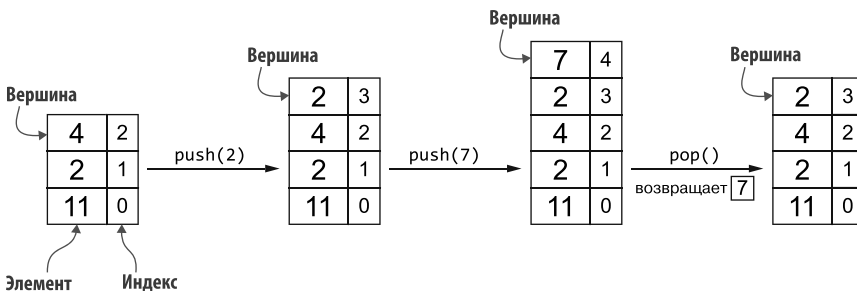 Вершина
4 2
2 1
11 0
Элемент Индекс
push(2)
Вершина
2 3
4 2
2 1
11 0
push(7)
Вершина
7 4
2 3
4 2
2 1
11 0
pop()
возвращает 7
Вершина
2 3
4 2
2 1
11 0